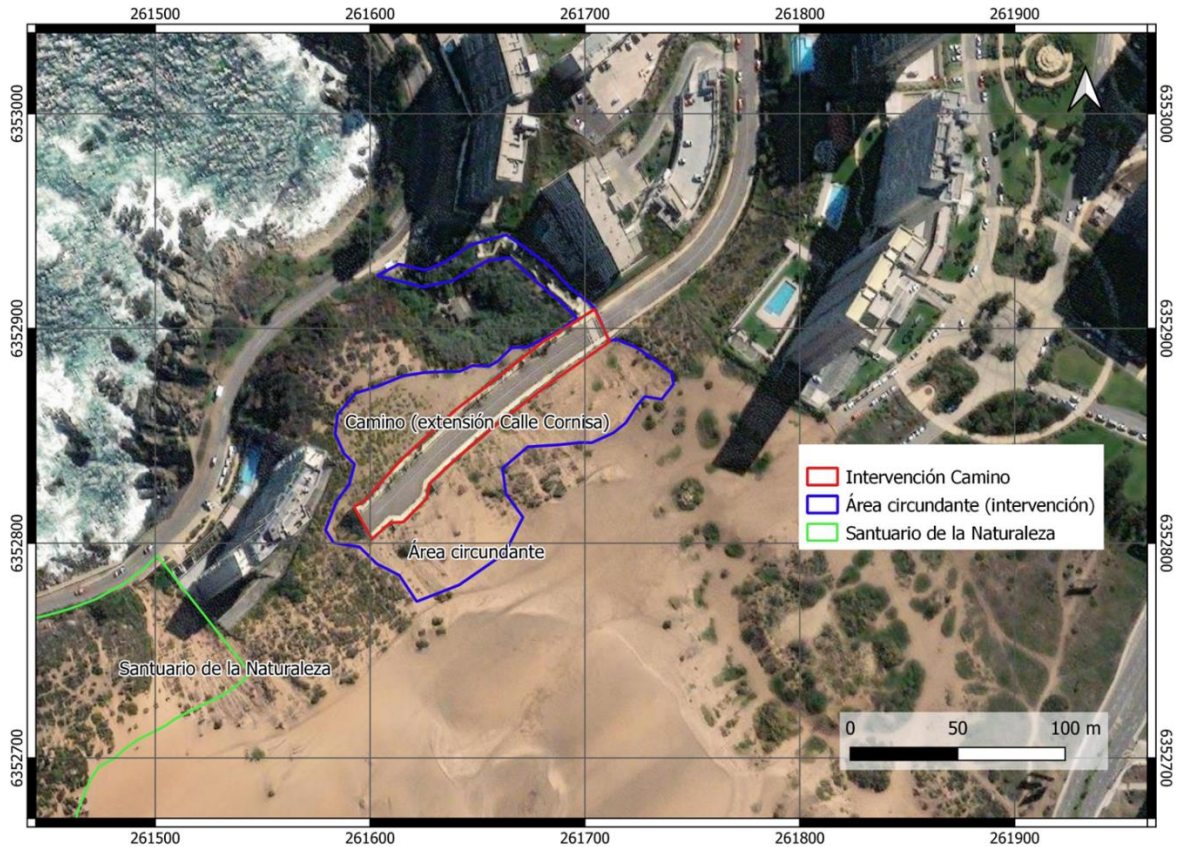 261500 261600 261700 261800 261900
6353000 6353000
6352900 6352900
Camino (extensión Calle Cornisa)
Intervención Camino
Área circundante (intervención)
Santuario de la Naturaleza
6352800 6352800
Área circundante
Santuario de la Naturaleza
0 50 100 m
6352700 6352700
261500 261600 261700 261800 261900